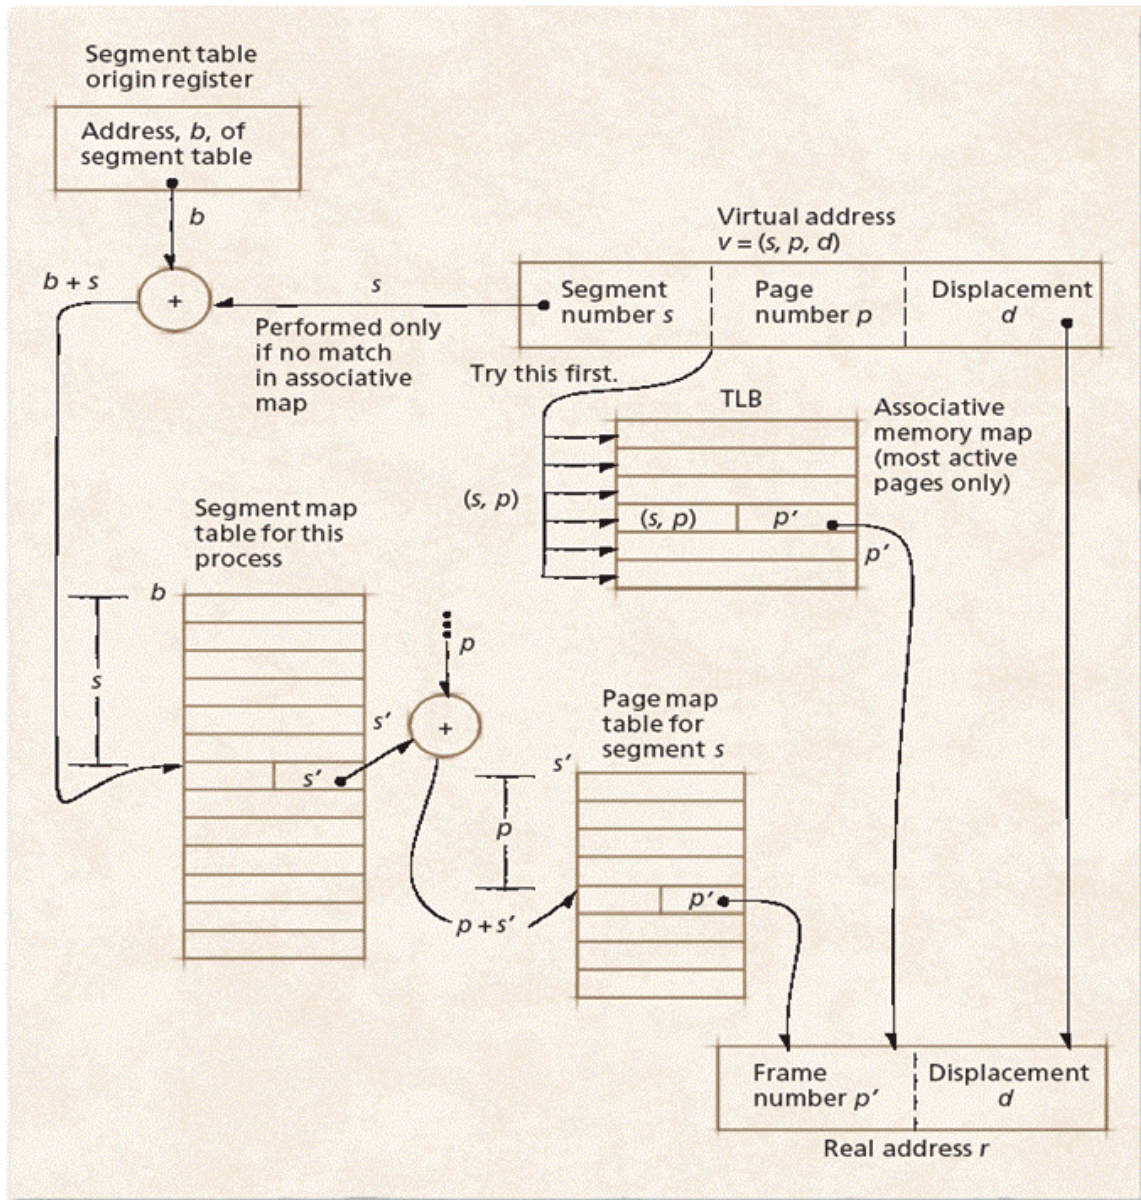 Segment table
origin register
Address, b, of
segment table
b
Virtual address
v = (s, p, d)
b + s
+
s
Segment
number s
Page
number p
Displacement
d
Performed only
if no match
in associative
map
Try this first.
TLB
Associative
memory map
(most active
pages only)
(s, p)
(s, p)
p′
p′
Segment map
table for this
process
b
s
s′
s′
p
+
Page map
table for
segment s
s′
p
p′
p + s′
Frame
number p′
Displacement
d
Real address r